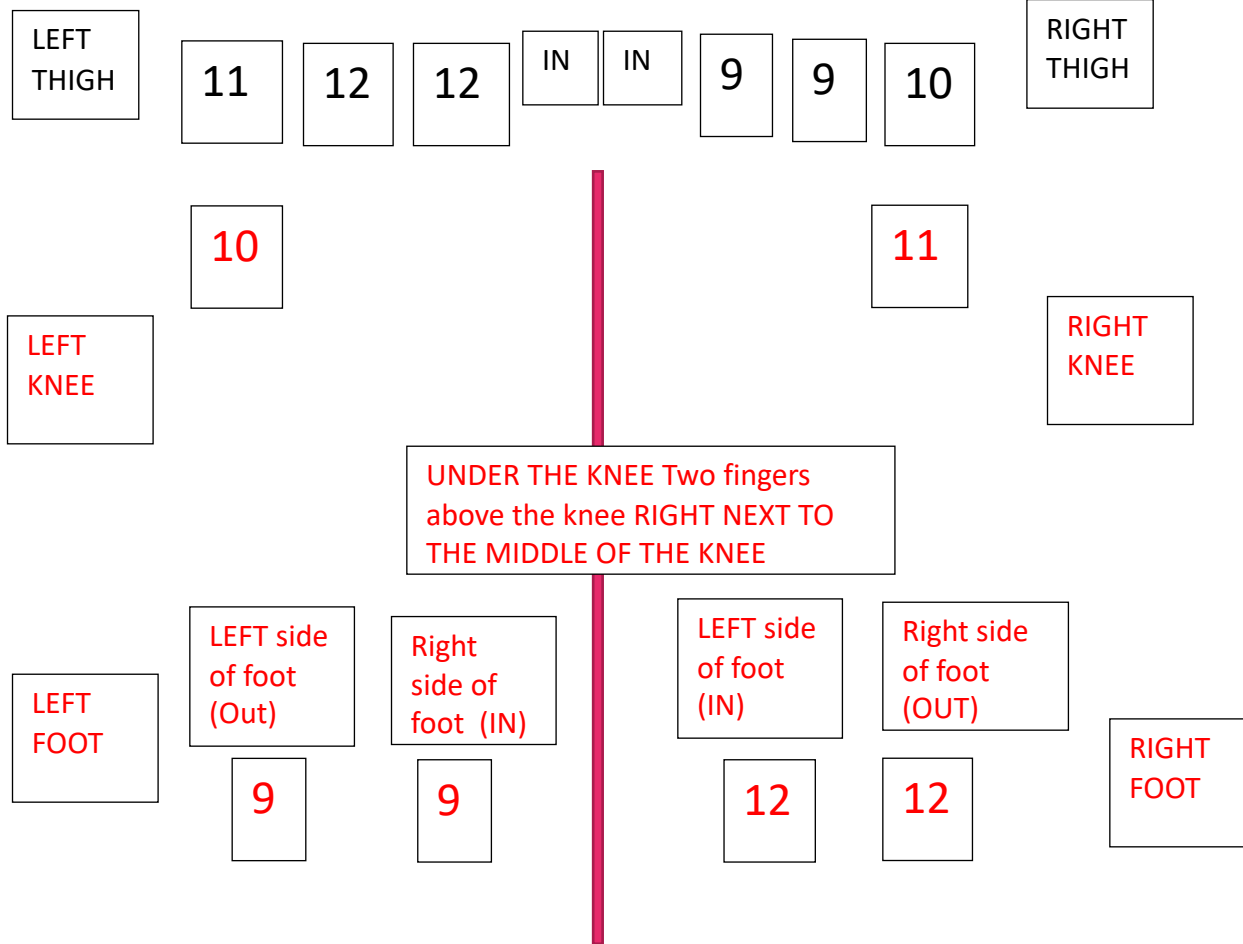 LEFT
THIGH
11
12
12
IN
IN
9
9
10
RIGHT
THIGH
10
11
LEFT
KNEE
RIGHT
KNEE
UNDER THE KNEE Two fingers
above the knee RIGHT NEXT TO
THE MIDDLE OF THE KNEE
LEFT
FOOT
LEFT side
of foot
(Out)
Right
side of
foot (IN)
LEFT side
of foot
(IN)
Right side
of foot
(OUT)
RIGHT
FOOT
9
9
12
12